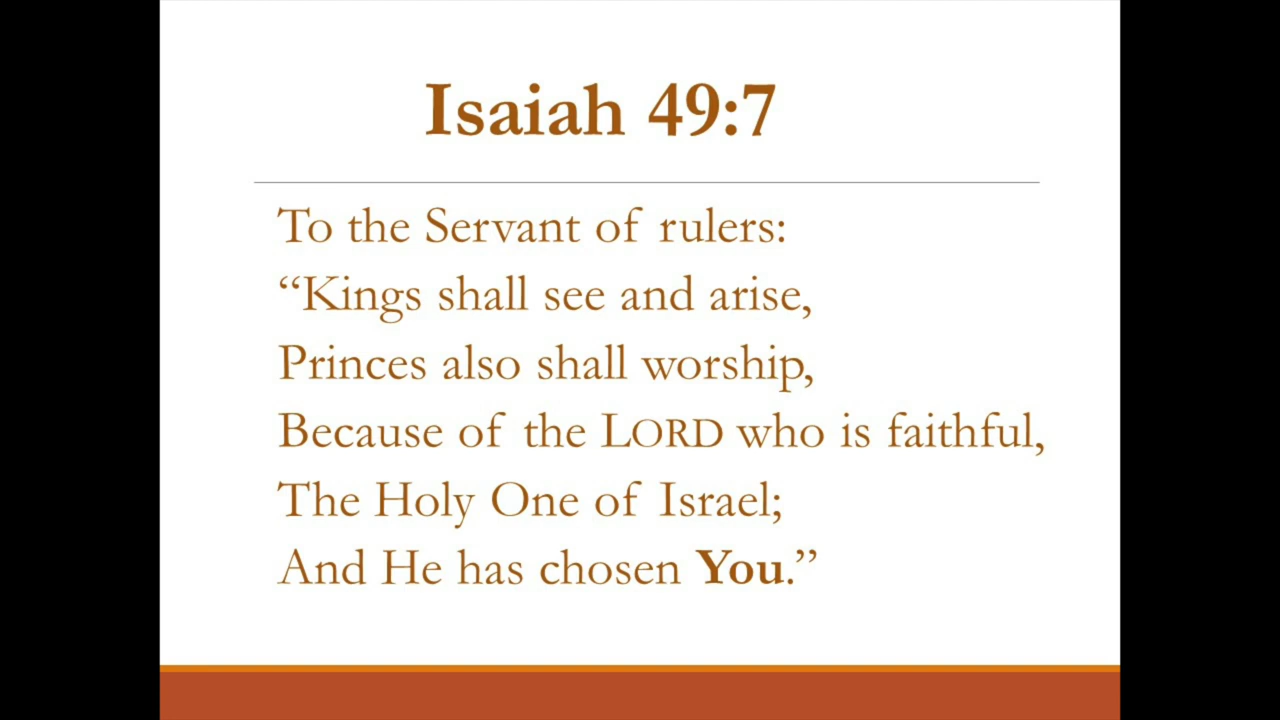 Isaiah 49:7
To the Servant of rulers:
“Kings shall see and arise,
Princes also shall worship,
Because of the LORD who is faithful,
The Holy One of Israel;
And He has chosen You.”